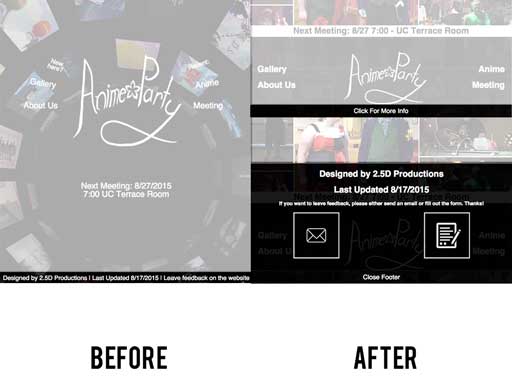 New here?
Gallery
Anime
About Us
Meeting
Anime Party
Next Meeting: 8/27/2015
7:00 UC Terrace Room
Designed by 2.5D Productions | Last Updated 8/17/2015 | Leave feedback on the website
BEFORE
Next Meeting: 8/27 7:00 - UC Terrace Room
Gallery
Anime
About Us
Meeting
Anime Party
Click For More Info
Designed by 2.5D Productions
Last Updated 8/17/2015
If you want to leave feedback, please either send an email or fill out the form. Thanks!
Gallery
Anime
About Us
Meeting
Anime Party
Close Footer
AFTER